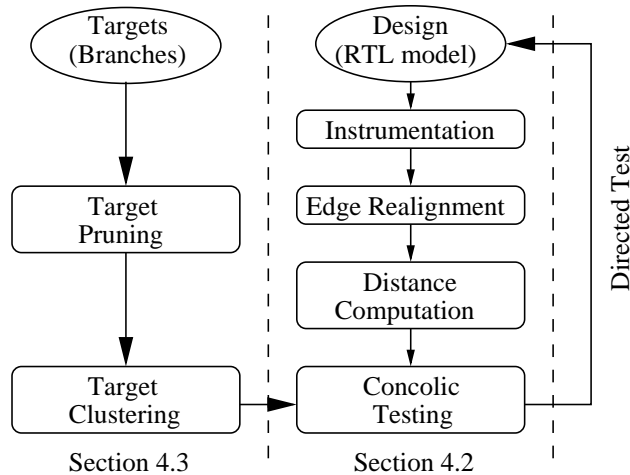 Targets
(Branches)
Target
Pruning
Target
Clustering
Section 4.3
Design
(RTL model)
Instrumentation
Edge Realignment
Distance
Computation
Concolic
Testing
Section 4.2
Directed Test